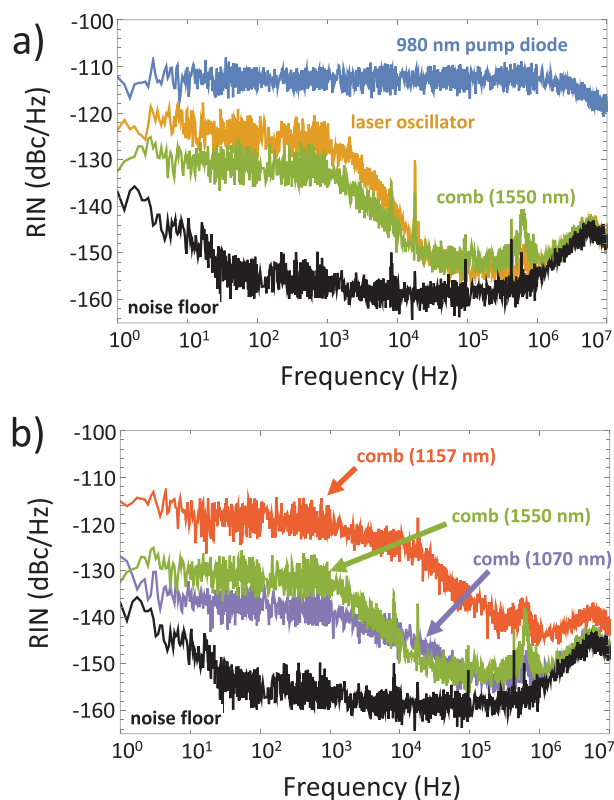 a)
-100
-110
-120
-130
-140
-150
-160
RIN (dBc/Hz)
980 nm pump diode
laser oscillator
comb (1550 nm)
noise floor
10^0 10^1 10^2 10^3 10^4 10^5 10^6 10^7
Frequency (Hz)
b)
-100
-110
-120
-130
-140
-150
-160
RIN (dBc/Hz)
comb (1157 nm)
comb (1550 nm)
comb (1070 nm)
noise floor
10^0 10^1 10^2 10^3 10^4 10^5 10^6 10^7
Frequency (Hz)